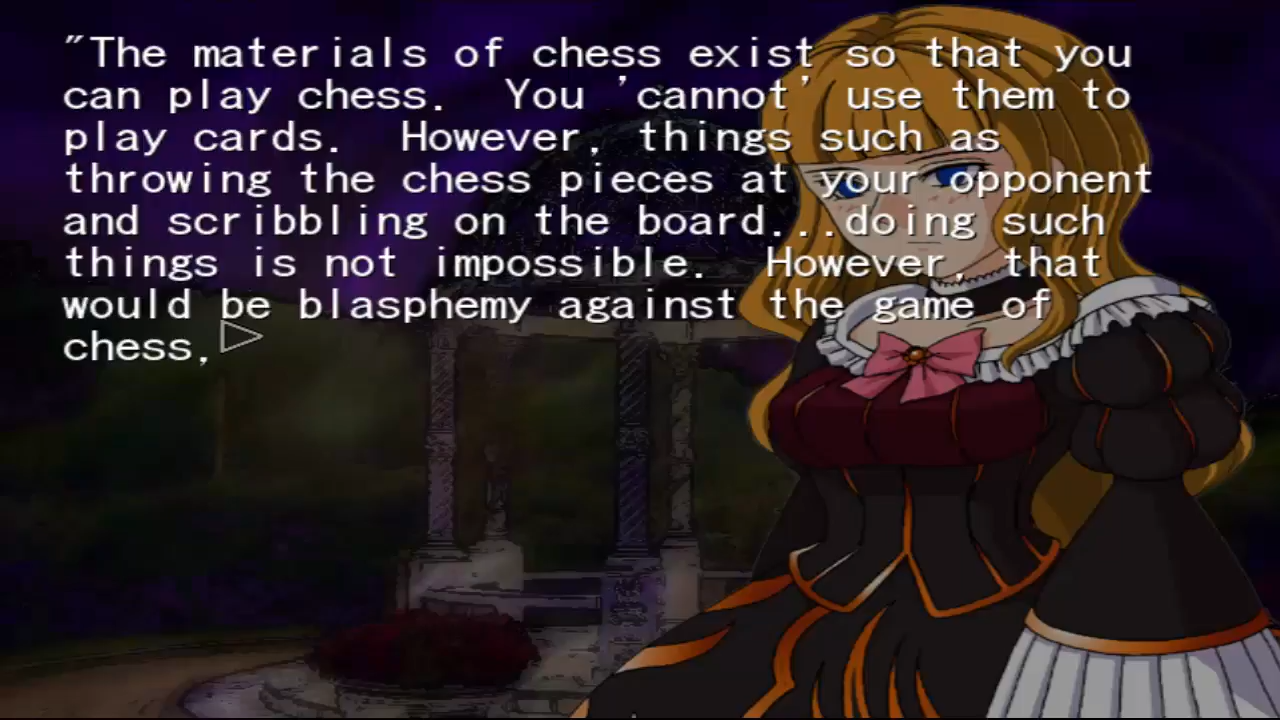 "The materials of chess exist so that you
can play chess.  You 'cannot' use them to
play cards.  However, things such as
throwing the chess pieces at your opponent
and scribbling on the board...doing such
things is not impossible.  However, that
would be blasphemy against the game of
chess,